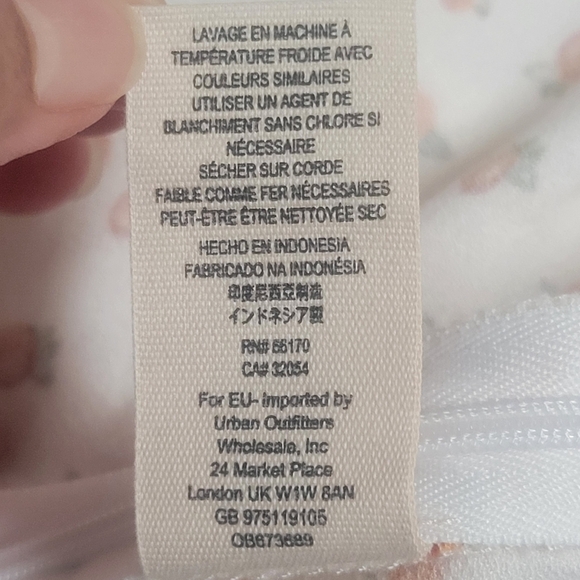 LAVAGE EN MACHINE À
TEMPÉRATURE FROIDE AVEC
COULEURS SIMILAIRES
UTILISER UN AGENT DE
BLANCHIMENT SANS CHLORE SI
NÉCESSAIRE
SÉCHER SUR CORDE
FAIBLE COMME FER NÉCESSAIRES
PEUT-ÊTRE ÊTRE NETTOYÉE SEC
HECHO EN INDONESIA
FABRICADO NA INDONÉSIA
印度尼西亞制造
インドネシア製
RN# 66170
CA# 32054
For EU- Imported by
Urban Outfitters
Wholesale, Inc
24 Market Place
London UK W1W 8AN
GB 975119105
OB673689